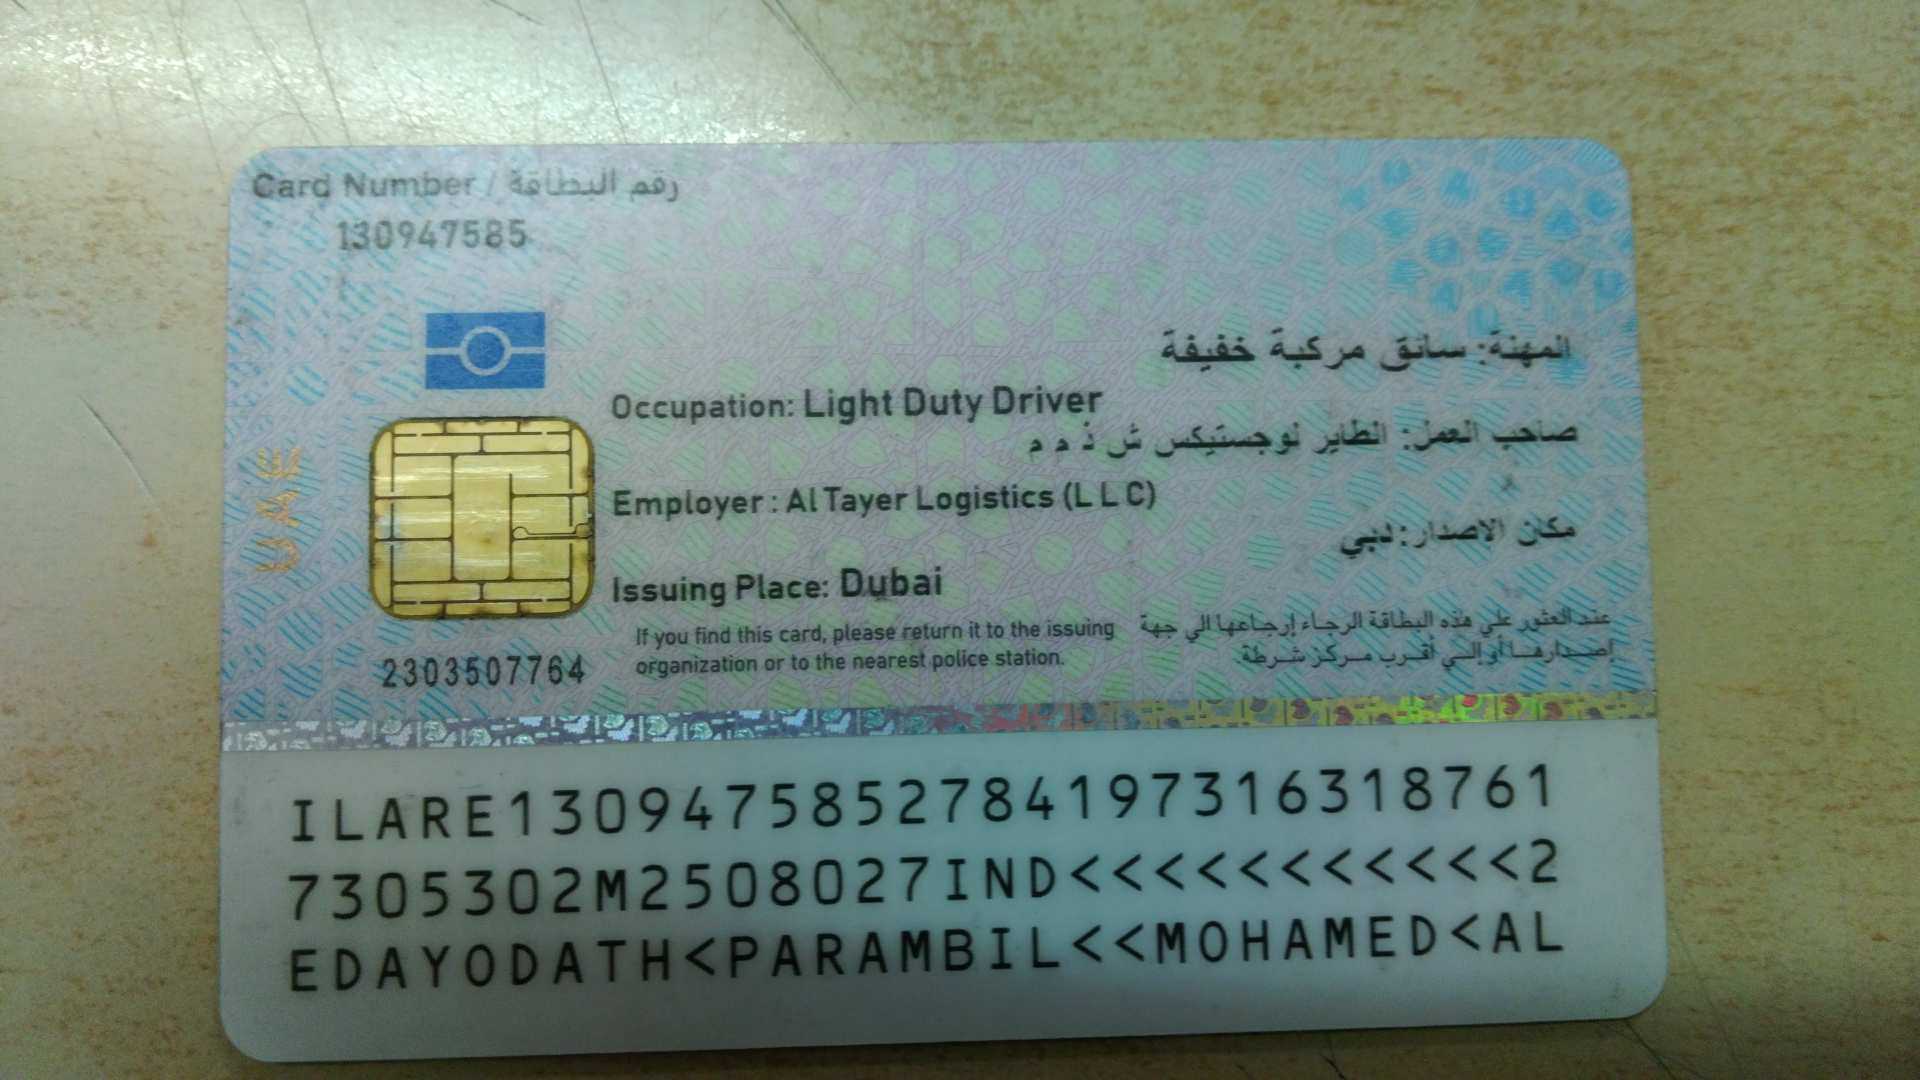 Card Number / رقم البطاقة
130947585
المهنة: سائق مركبة خفيفة
Occupation: Light Duty Driver
صاحب العمل: الطاير لوجستيكس ش ذ م م
Employer : Al Tayer Logistics (L L C)
مكان الاصدار: دبي
Issuing Place: Dubai
UAE
If you find this card, please return it to the issuing
organization or to the nearest police station.
عند العثور علي هذه البطاقة الرجاء إرجاعها الي جهة
إصدارها أو إلي أقرب مركز شرطة.
2303507764
ILARE1309475852784197316318761
7305302M2508027IND<<<<<<<<<<<2
EDAYODATH<PARAMBIL<<MOHAMED<AL